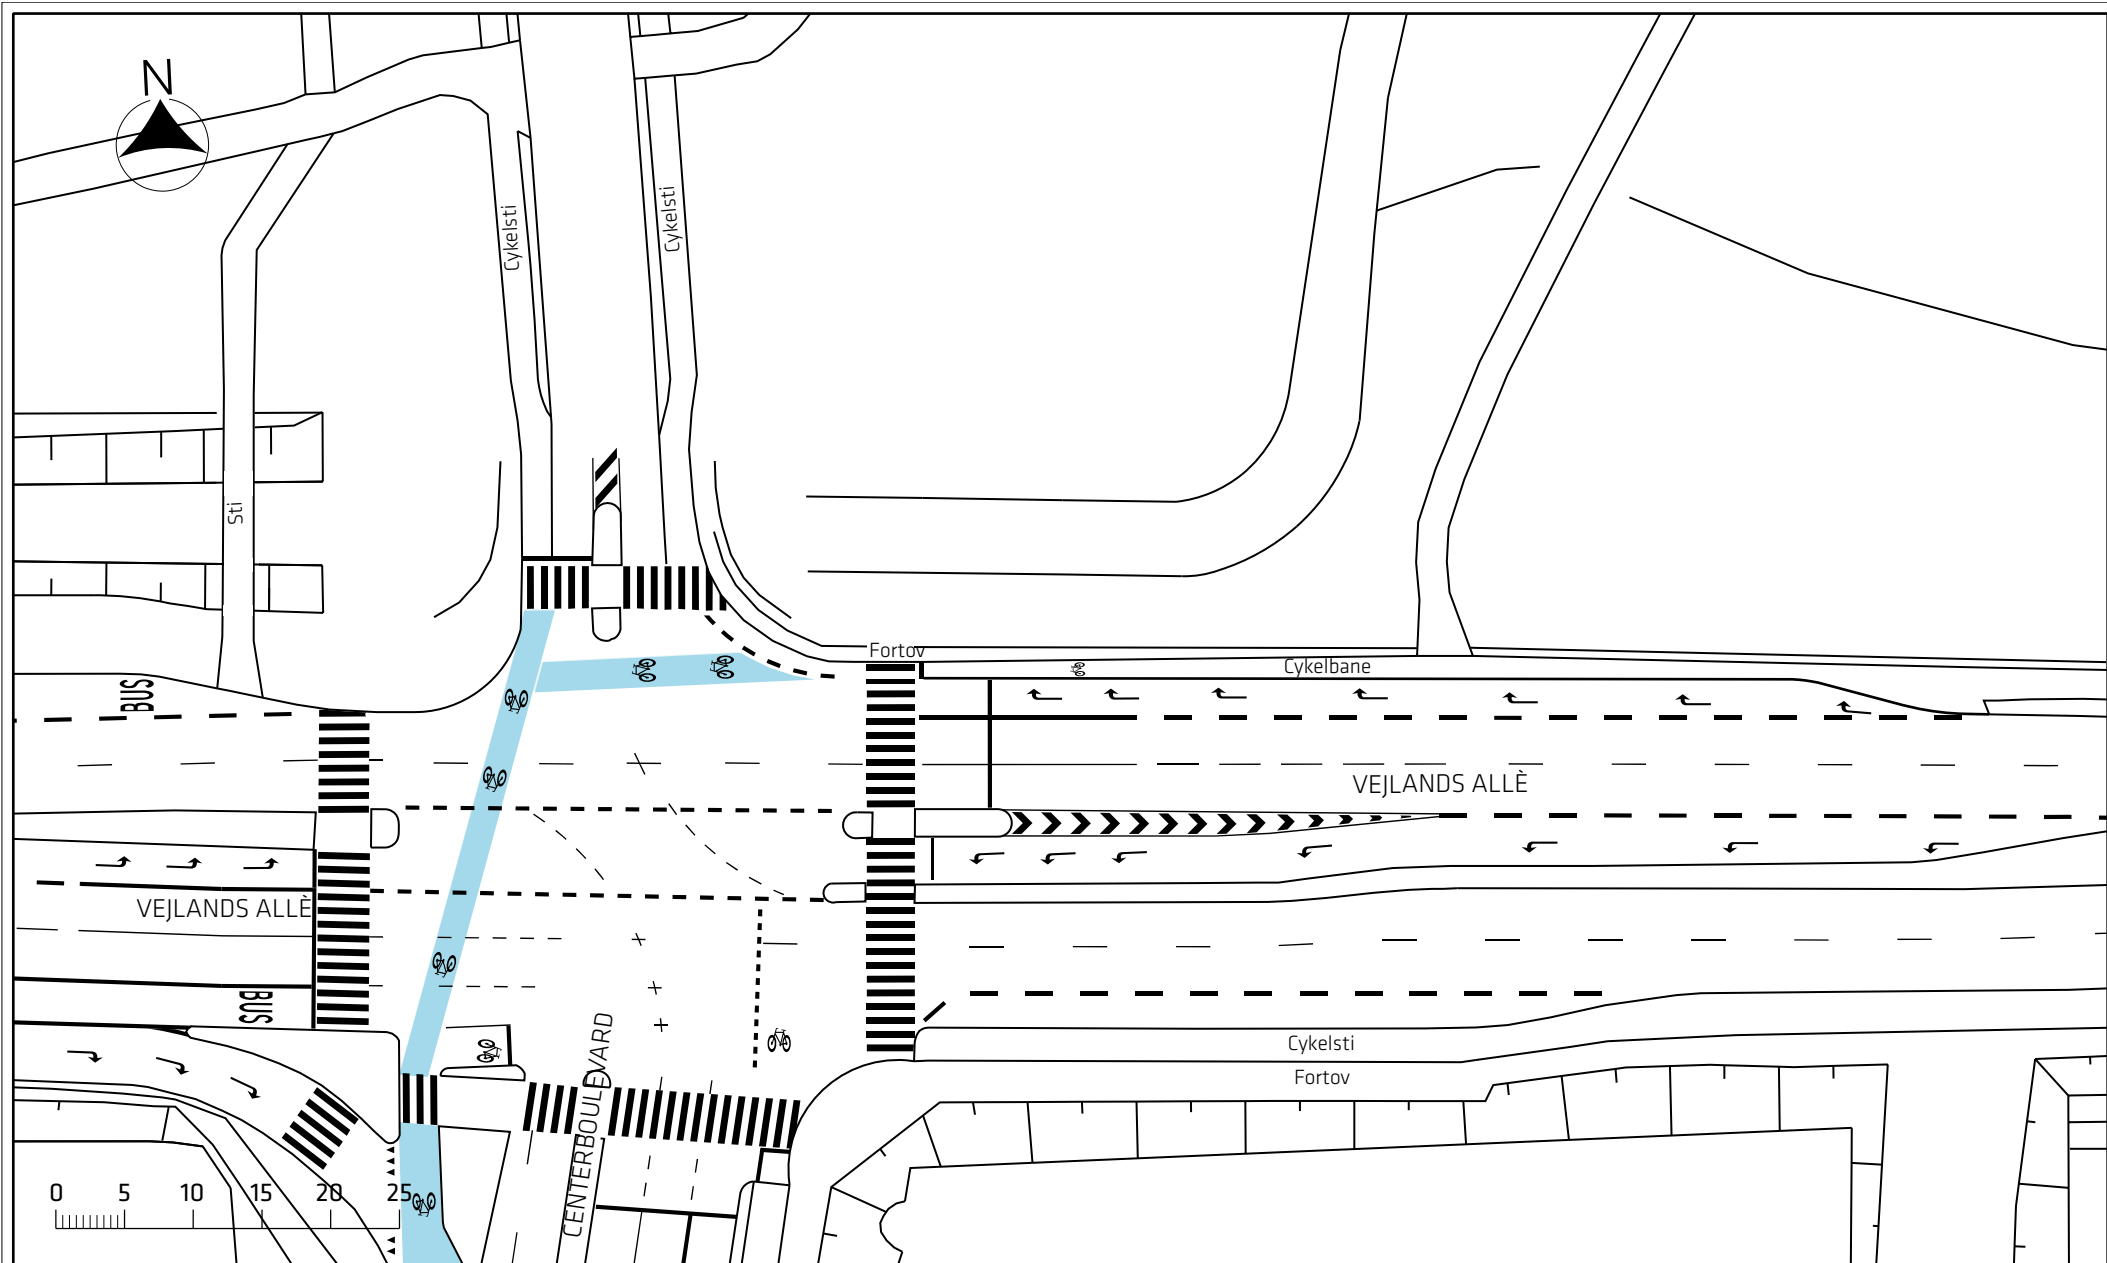 N
Cykelsti
Cykelsti
Sti
Fortov
Cykelbane
BUS
VEJLANDS ALLÈ
VEJLANDS ALLÈ
BUS
CENTERBOULEVARD
Cykelsti
Fortov
0 5 10 15 20 25